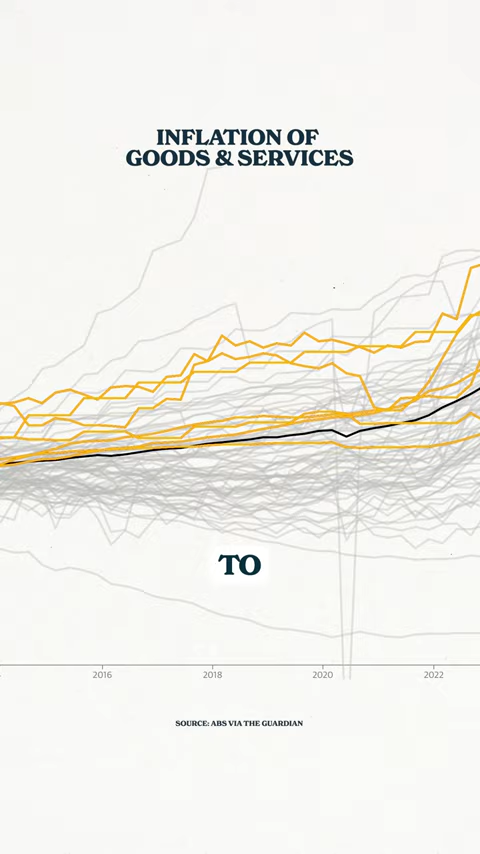 INFLATION OF
GOODS & SERVICES
TO
2016 2018 2020 2022
SOURCE: ABS VIA THE GUARDIAN